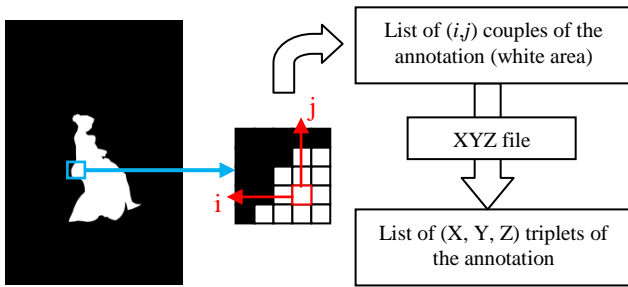 List of (i,j) couples of the
annotation (white area)
j
XYZ file
i
List of (X, Y, Z) triplets of
the annotation